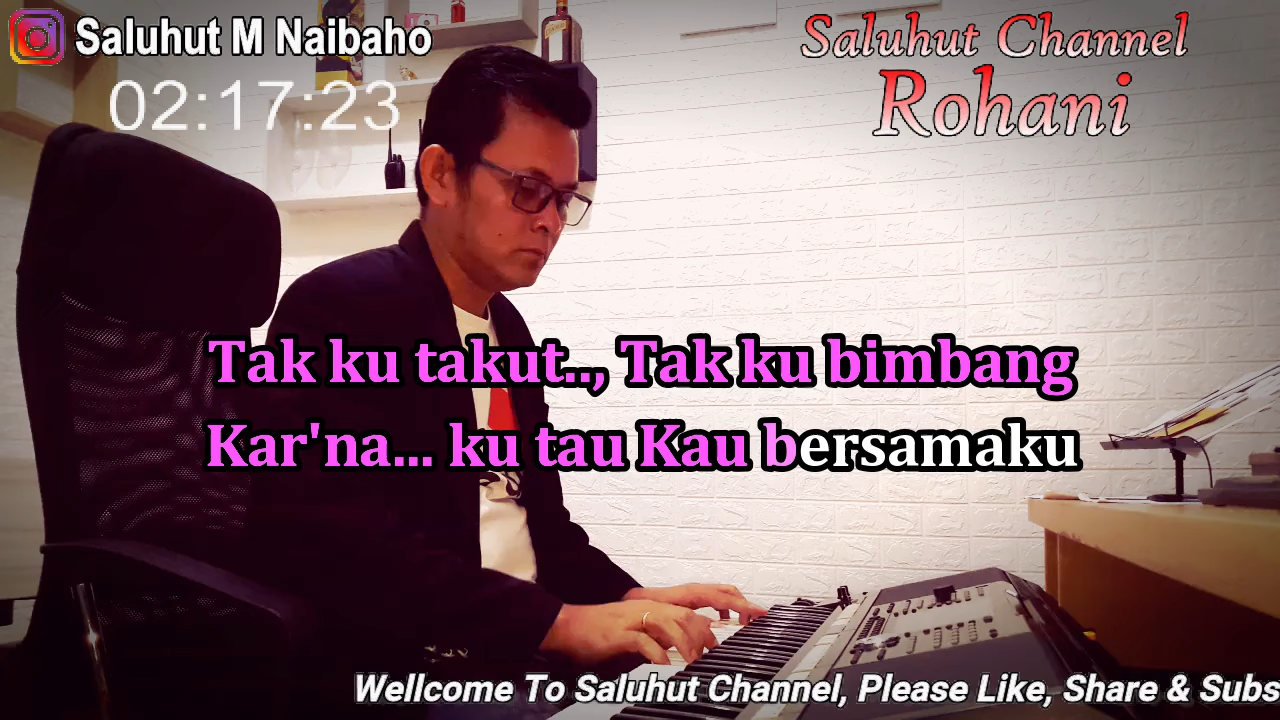 Saluhut M Naibaho
Saluhut Channel
Rohani
02:17:23
Tak ku takut.., Tak ku bimbang
Kar'na... ku tau Kau bersamaku
Wellcome To Saluhut Channel, Please Like, Share & Subs